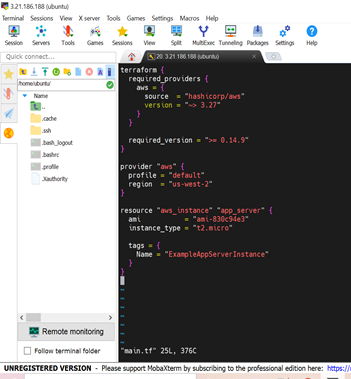 3.21.186.188 (ubuntu)
Terminal Sessions View X server Tools Games Settings Macros Help
Session Servers Tools Games Sessions View Split MultiExec Tunneling Packages Settings Help
Quick connect...
20. 3.21.186.188 (ubuntu)
/home/ubuntu/
Name
..
.cache
.ssh
.bash_logout
.bashrc
.profile
.Xauthority
Remote monitoring
Follow terminal folder
terraform {
required_providers {
aws = {
source = "hashicorp/aws"
version = "~> 3.27"
}
}
required_version = ">= 0.14.9"
}
provider "aws" {
profile = "default"
region = "us-west-2"
}
resource "aws_instance" "app_server" {
ami = "ami-830c94e3"
instance_type = "t2.micro"
tags = {
Name = "ExampleAppServerInstance"
}
}
~
~
~
~
~
"main.tf" 25L, 376C
UNREGISTERED VERSION - Please support MobaXterm by subscribing to the professional edition here: